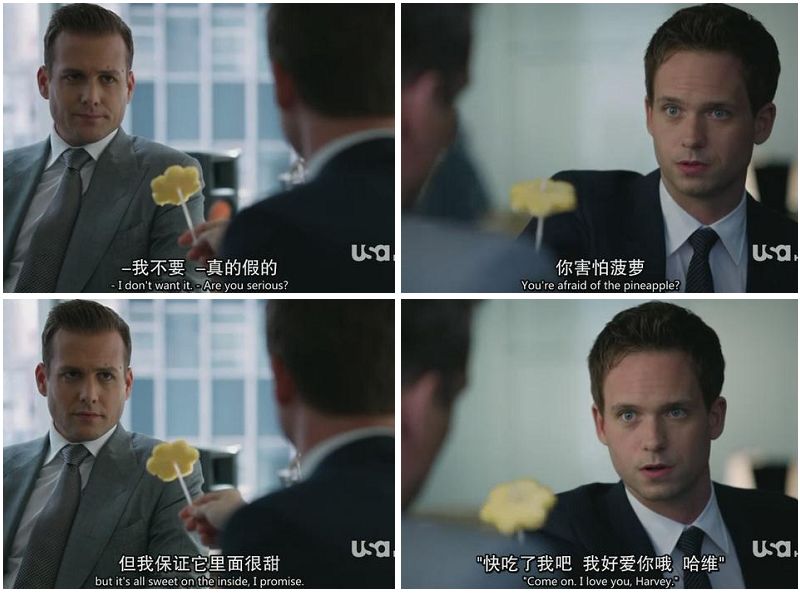 usa
-我不要 -真的假的
- I don't want it. - Are you serious?
usa
你害怕菠萝
You're afraid of the pineapple?
usa
但我保证它里面很甜
but it's all sweet on the inside, I promise.
usa
"快吃了我吧 我好爱你哦 哈维"
"Come on. I love you, Harvey."